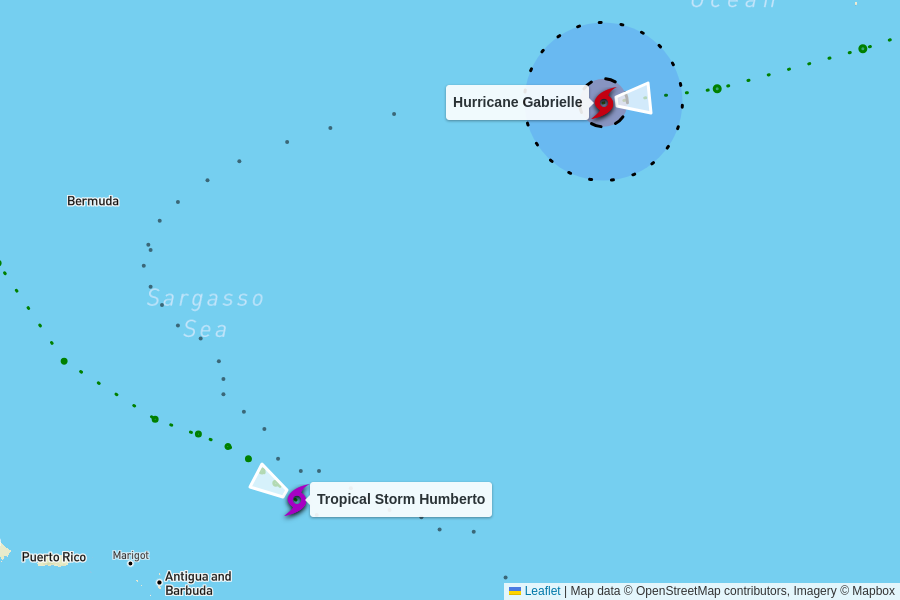 Ocean
Hurricane Gabrielle
Bermuda
Sargasso
Sea
Tropical Storm Humberto
Puerto Rico
Marigot
Antigua and
Barbuda
Leaflet | Map data © OpenStreetMap contributors, Imagery © Mapbox